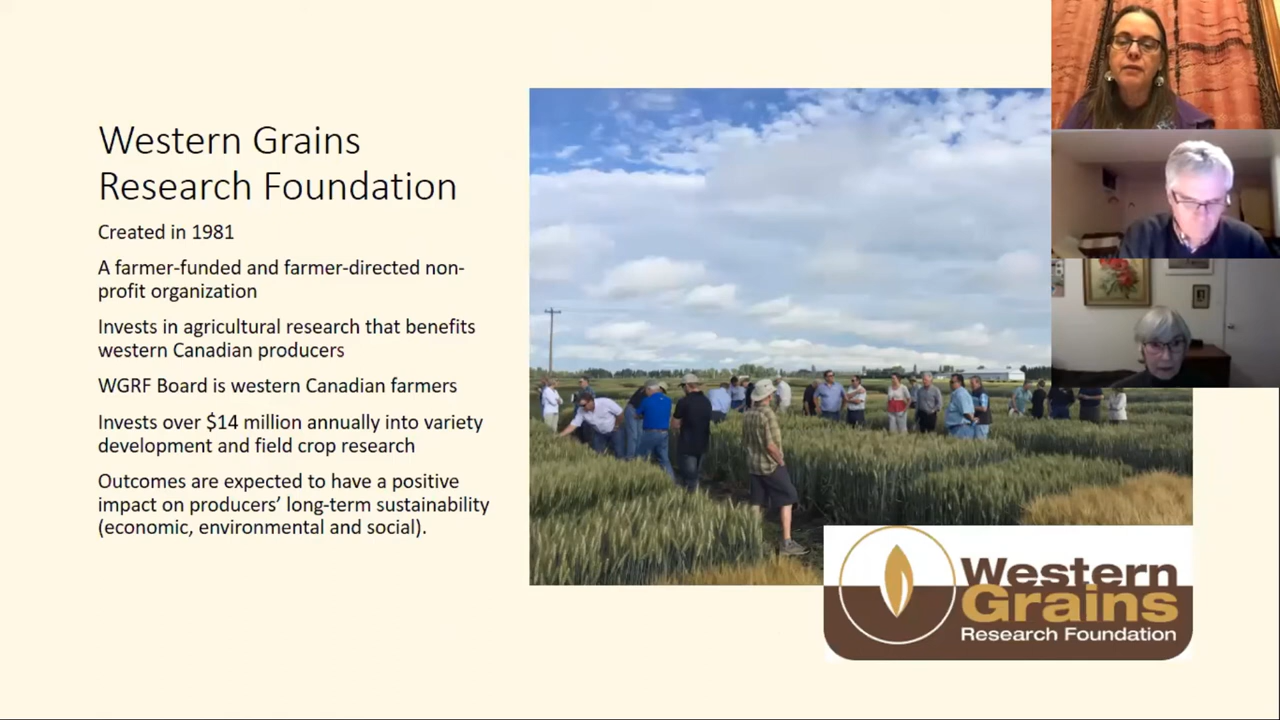 Western Grains
Research Foundation
Created in 1981
A farmer-funded and farmer-directed non-
profit organization
Invests in agricultural research that benefits
western Canadian producers
WGRF Board is western Canadian farmers
Invests over $14 million annually into variety
development and field crop research
Outcomes are expected to have a positive
impact on producers’ long-term sustainability
(economic, environmental and social).
Western
Grains
Research Foundation